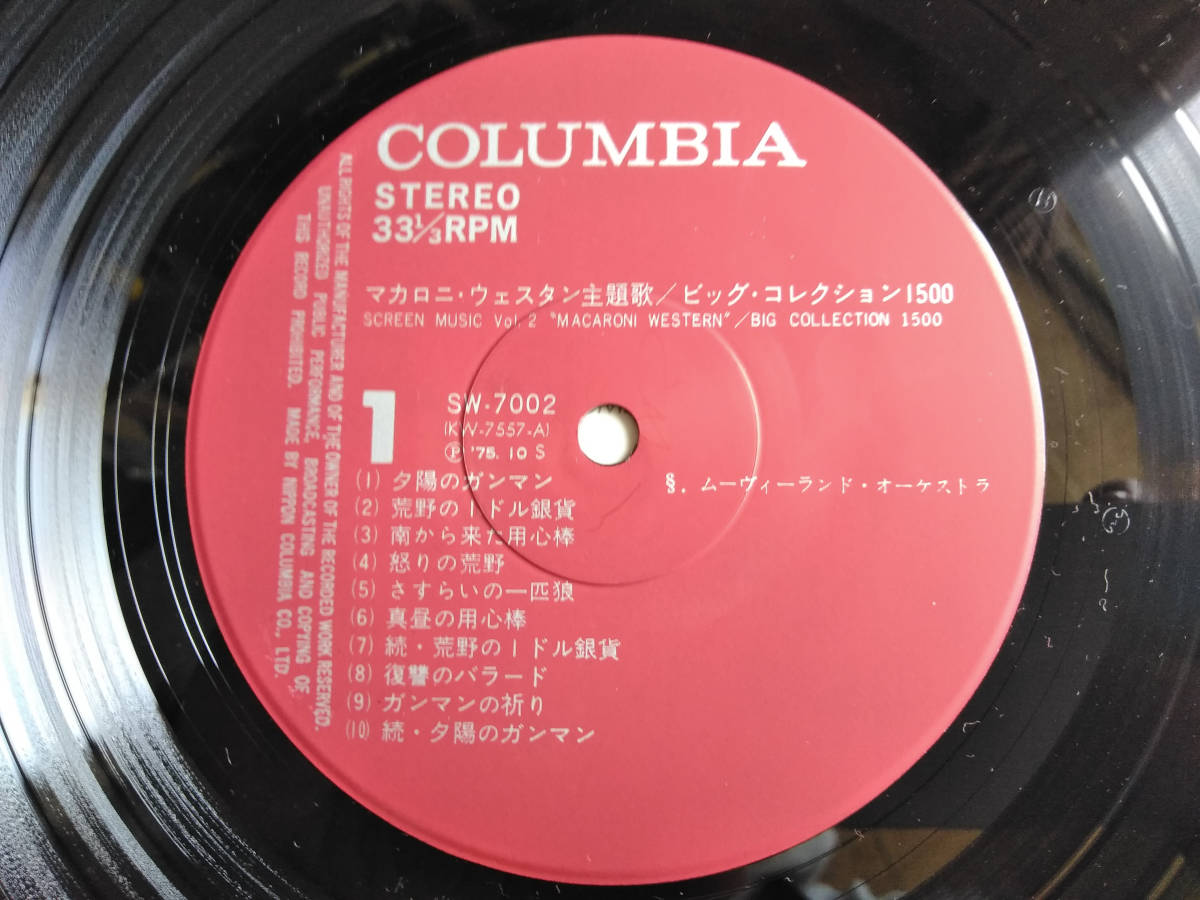 COLUMBIA
STEREO
33⅓RPM
マカロニ・ウェスタン主題歌/ビッグ・コレクション1500
SCREEN MUSIC Vol. 2 “MACARONI WESTERN”/BIG COLLECTION 1500
1
SW-7002
(KW-7557-A)
Ⓟ '75. 10 S
(1) 夕陽のガンマン
§. ムーヴィーランド・オーケストラ
(2) 荒野の1ドル銀貨
(3) 南から来た用心棒
(4) 怒りの荒野
(5) さすらいの一匹狼
(6) 真昼の用心棒
(7) 続・荒野の1ドル銀貨
(8) 復讐のバラード
(9) ガンマンの祈り
(10) 続・夕陽のガンマン
ALL RIGHTS OF THE MANUFACTURER AND OF THE OWNER OF THE RECORDED WORK RESERVED.
UNAUTHORIZED PUBLIC PERFORMANCE, BROADCASTING AND COPYING OF
THIS RECORD PROHIBITED. MADE BY NIPPON COLUMBIA CO., LTD.